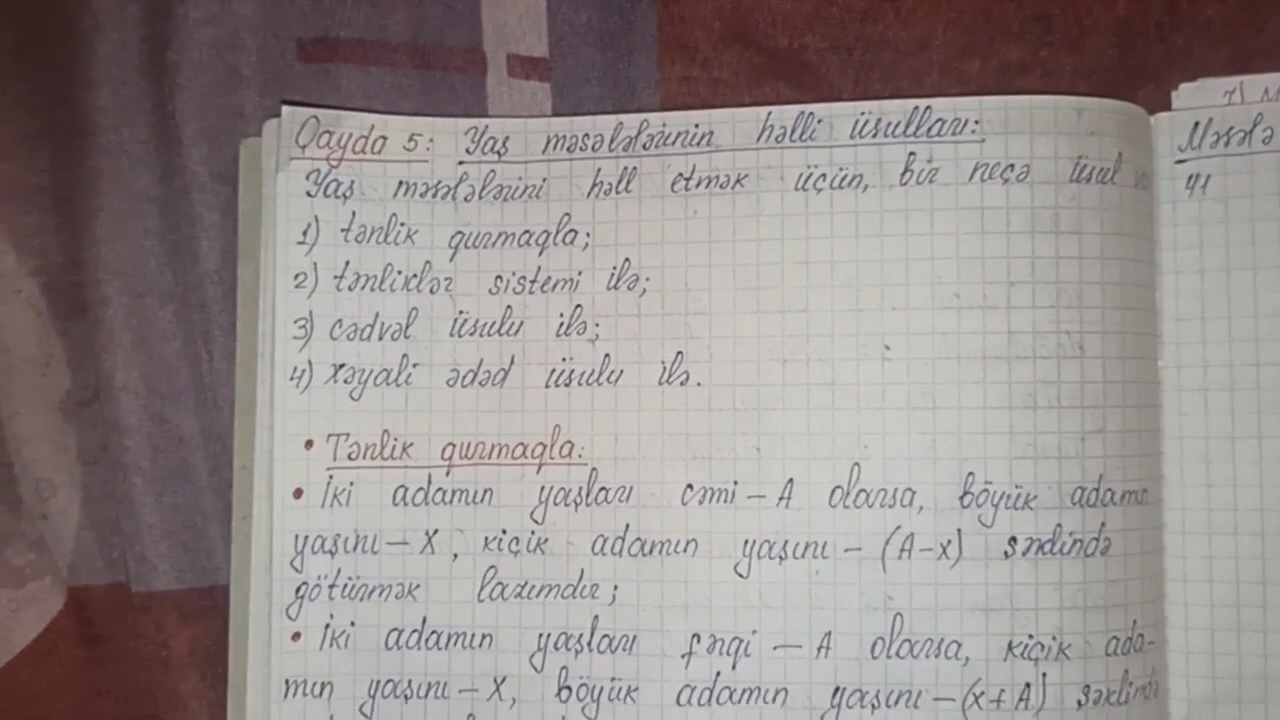 Qayda 5: Yaş məsələlərinin həlli üsulları:
Yaş məsələlərini həll etmək üçün, bir neçə üsul
1) tənlik qurmaqla;
2) tənliklər sistemi ilə;
3) cədvəl üsulu ilə;
4) xəyali ədəd üsulu ilə.
• Tənlik qurmaqla:
• İki adamın yaşları cəmi – A olarsa, böyük adamı
yaşını – X, kiçik adamın yaşını – (A-x) şəklində
götürmək lazımdır;
• İki adamın yaşları fərqi – A olarsa, kiçik ada-
mın yaşını – X, böyük adamın yaşını – (x+A) şəklində
Məsələ
41